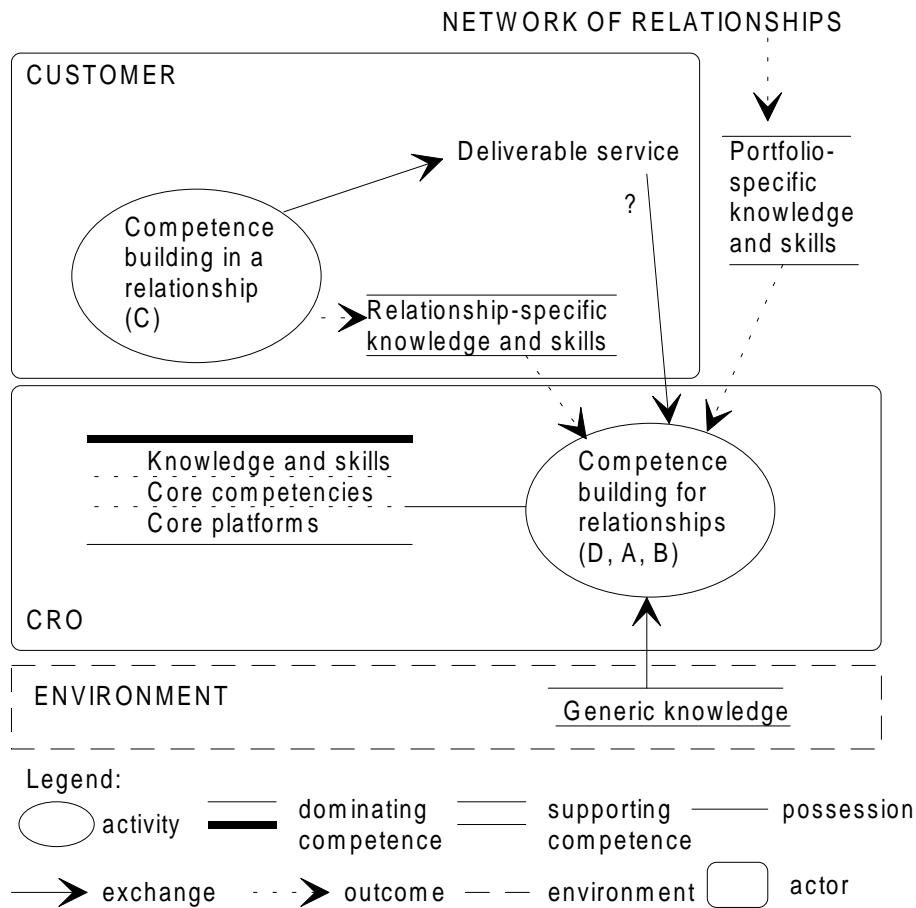 NETWORK OF RELATIONSHIPS
CUSTOMER
Deliverable service
?
Portfolio-
specific
knowledge
and skills
Competence
building in a
relationship
(C)
Relationship-specific
knowledge and skills
Knowledge and skills
Core competencies
Core platforms
Competence
building for
relationships
(D, A, B)
CRO
ENVIRONMENT
Generic knowledge
Legend:
activity
dominating
competence
supporting
competence
possession
exchange
outcome
environment
actor